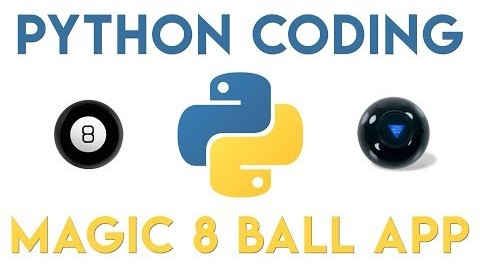 PYTHON CODING
8
MAGIC 8 BALL APP